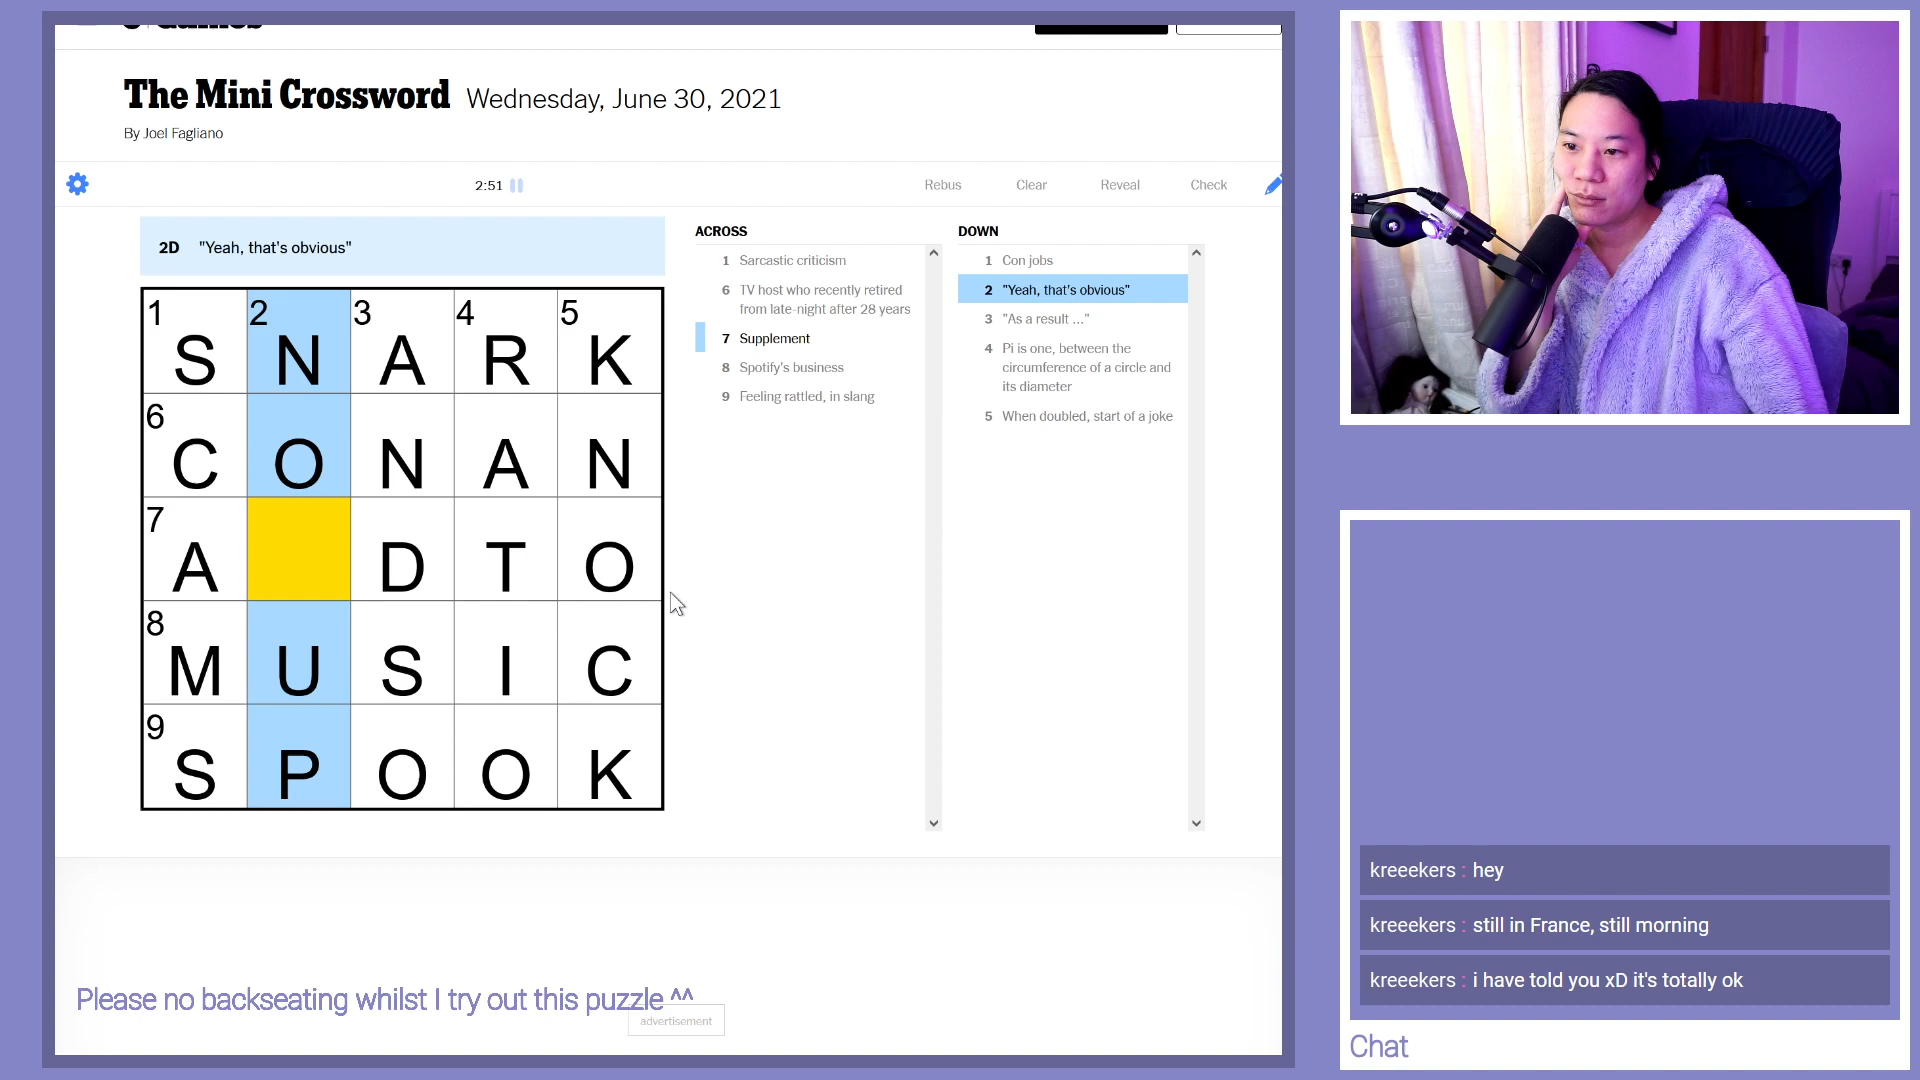 The Mini Crossword Wednesday, June 30, 2021
By Joel Fagliano
2:51 Rebus Clear Reveal Check
2D "Yeah, that's obvious"
1 2 3 4 5
S N A R K
6
C O N A N
7
A D T O
8
M U S I C
9
S P O O K
ACROSS
1 Sarcastic criticism
6 TV host who recently retired
from late-night after 28 years
7 Supplement
8 Spotify's business
9 Feeling rattled, in slang
DOWN
1 Con jobs
2 "Yeah, that's obvious"
3 "As a result ..."
4 Pi is one, between the
circumference of a circle and
its diameter
5 When doubled, start of a joke
Please no backseating whilst I try out this puzzle ^^
advertisement
kreeekers : hey
kreeekers : still in France, still morning
kreeekers : i have told you xD it's totally ok
Chat